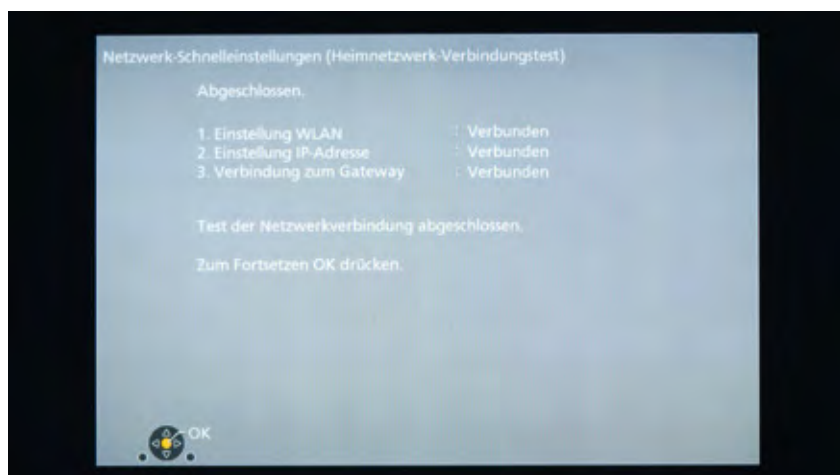 Netzwerk-Schnelleinstellungen (Heimnetzwerk-Verbindungstest)
Abgeschlossen.
1. Einstellung WLAN : Verbunden
2. Einstellung IP-Adresse : Verbunden
3. Verbindung zum Gateway : Verbunden
Test der Netzwerkverbindung abgeschlossen.
Zum Fortsetzen OK drücken.
OK